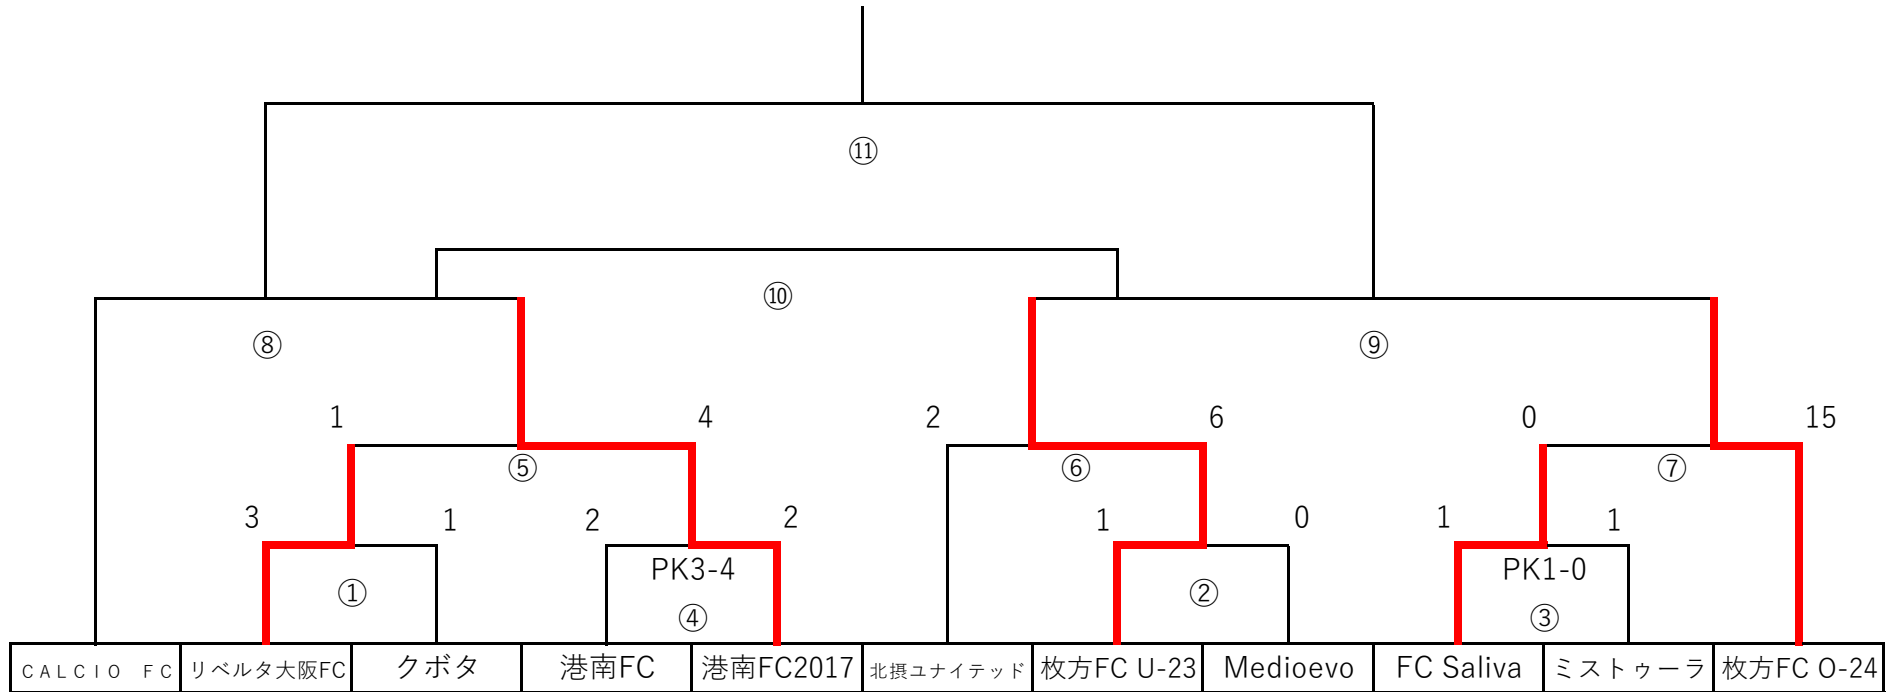 ⑪
⑩
⑧ ⑨
1 4 2 6 0 15
⑤ ⑥ ⑦
3 1 2 2 1 0 1 1
PK3-4 PK1-0
① ② 
④ ③
CALCIO FC リベルタ大阪FC クボタ 港南FC 港南FC2017 北摂ユナイテッド 枚方FC U-23 Medioevo FC Saliva ミストゥーラ 枚方FC O-24